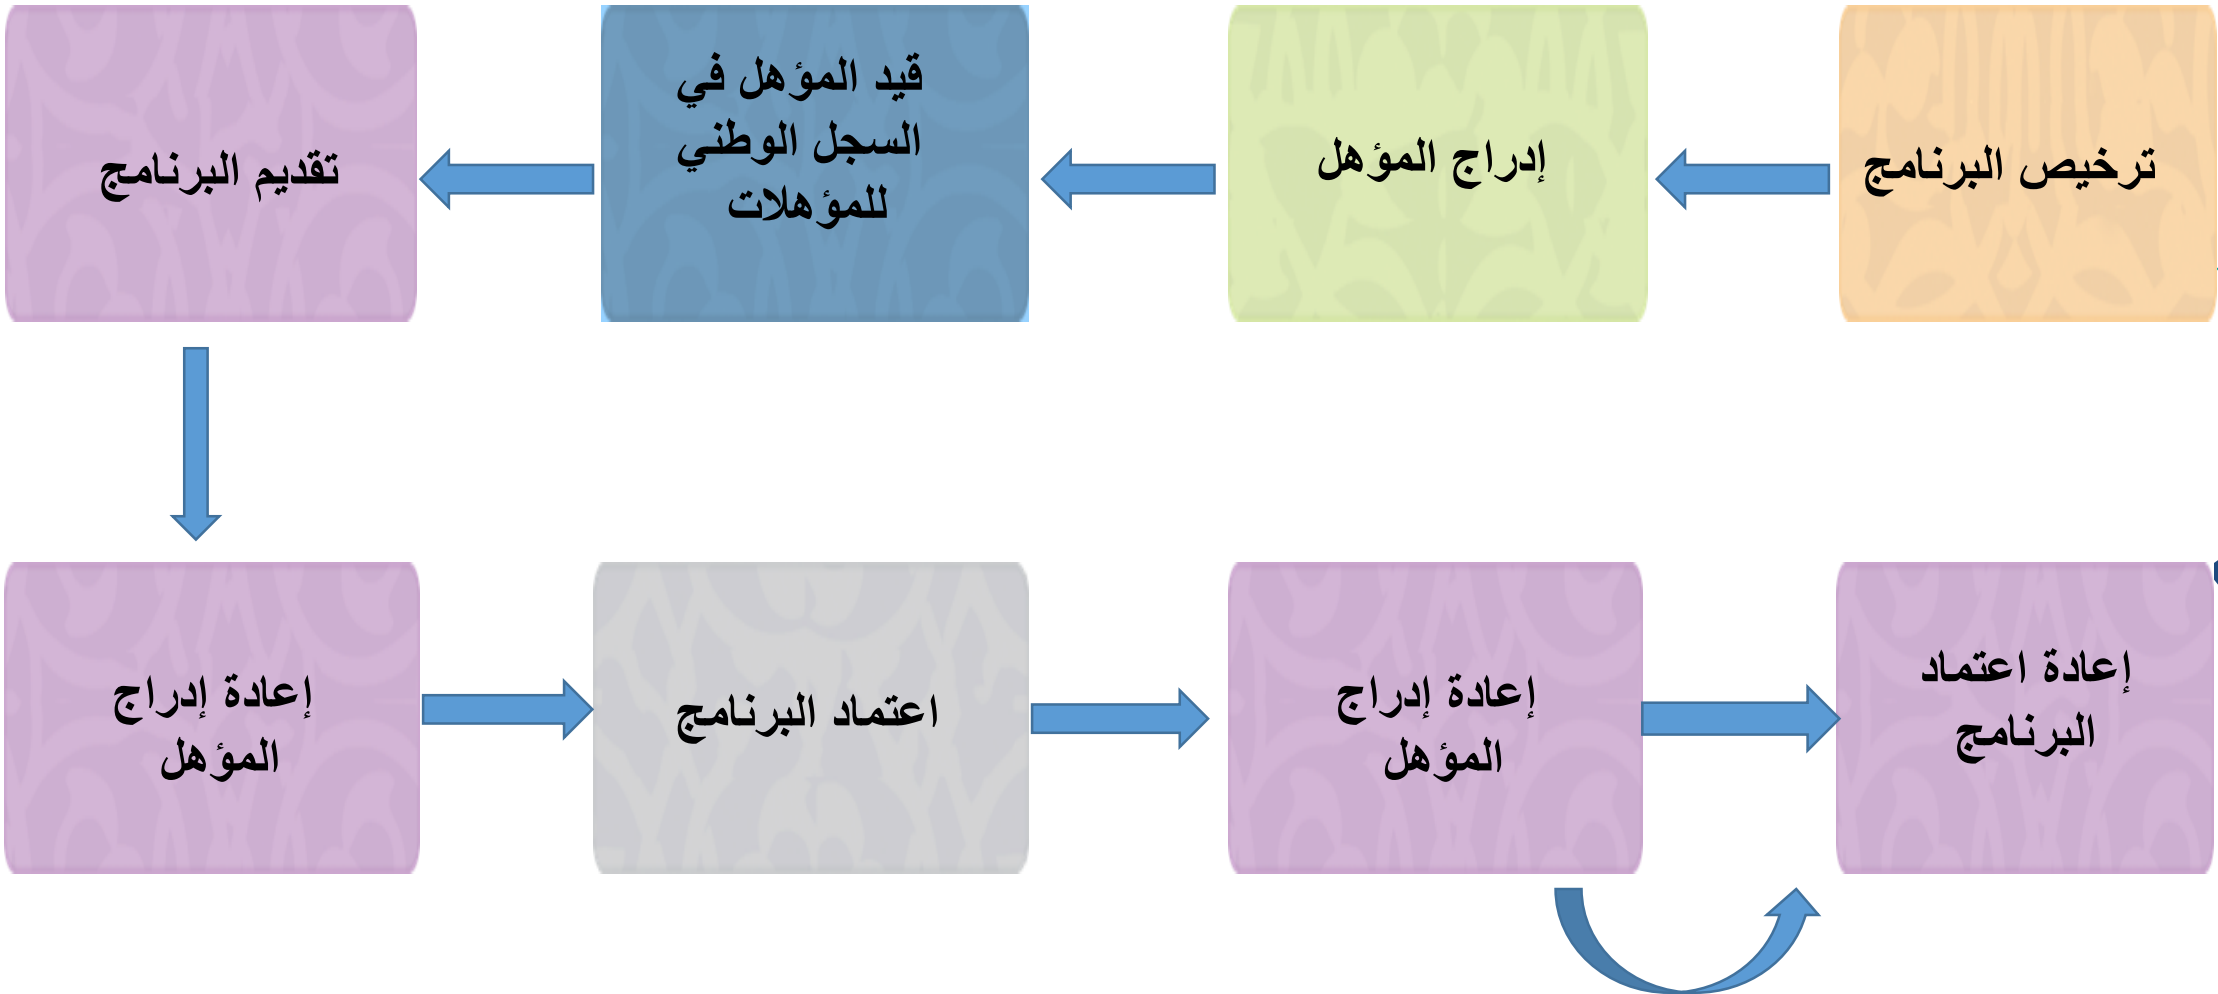 ترخيص البرنامج
إدراج المؤهل
قيد المؤهل في
السجل الوطني
للمؤهلات
تقديم البرنامج
إعادة إدراج
المؤهل
اعتماد البرنامج
إعادة إدراج
المؤهل
إعادة اعتماد
البرنامج